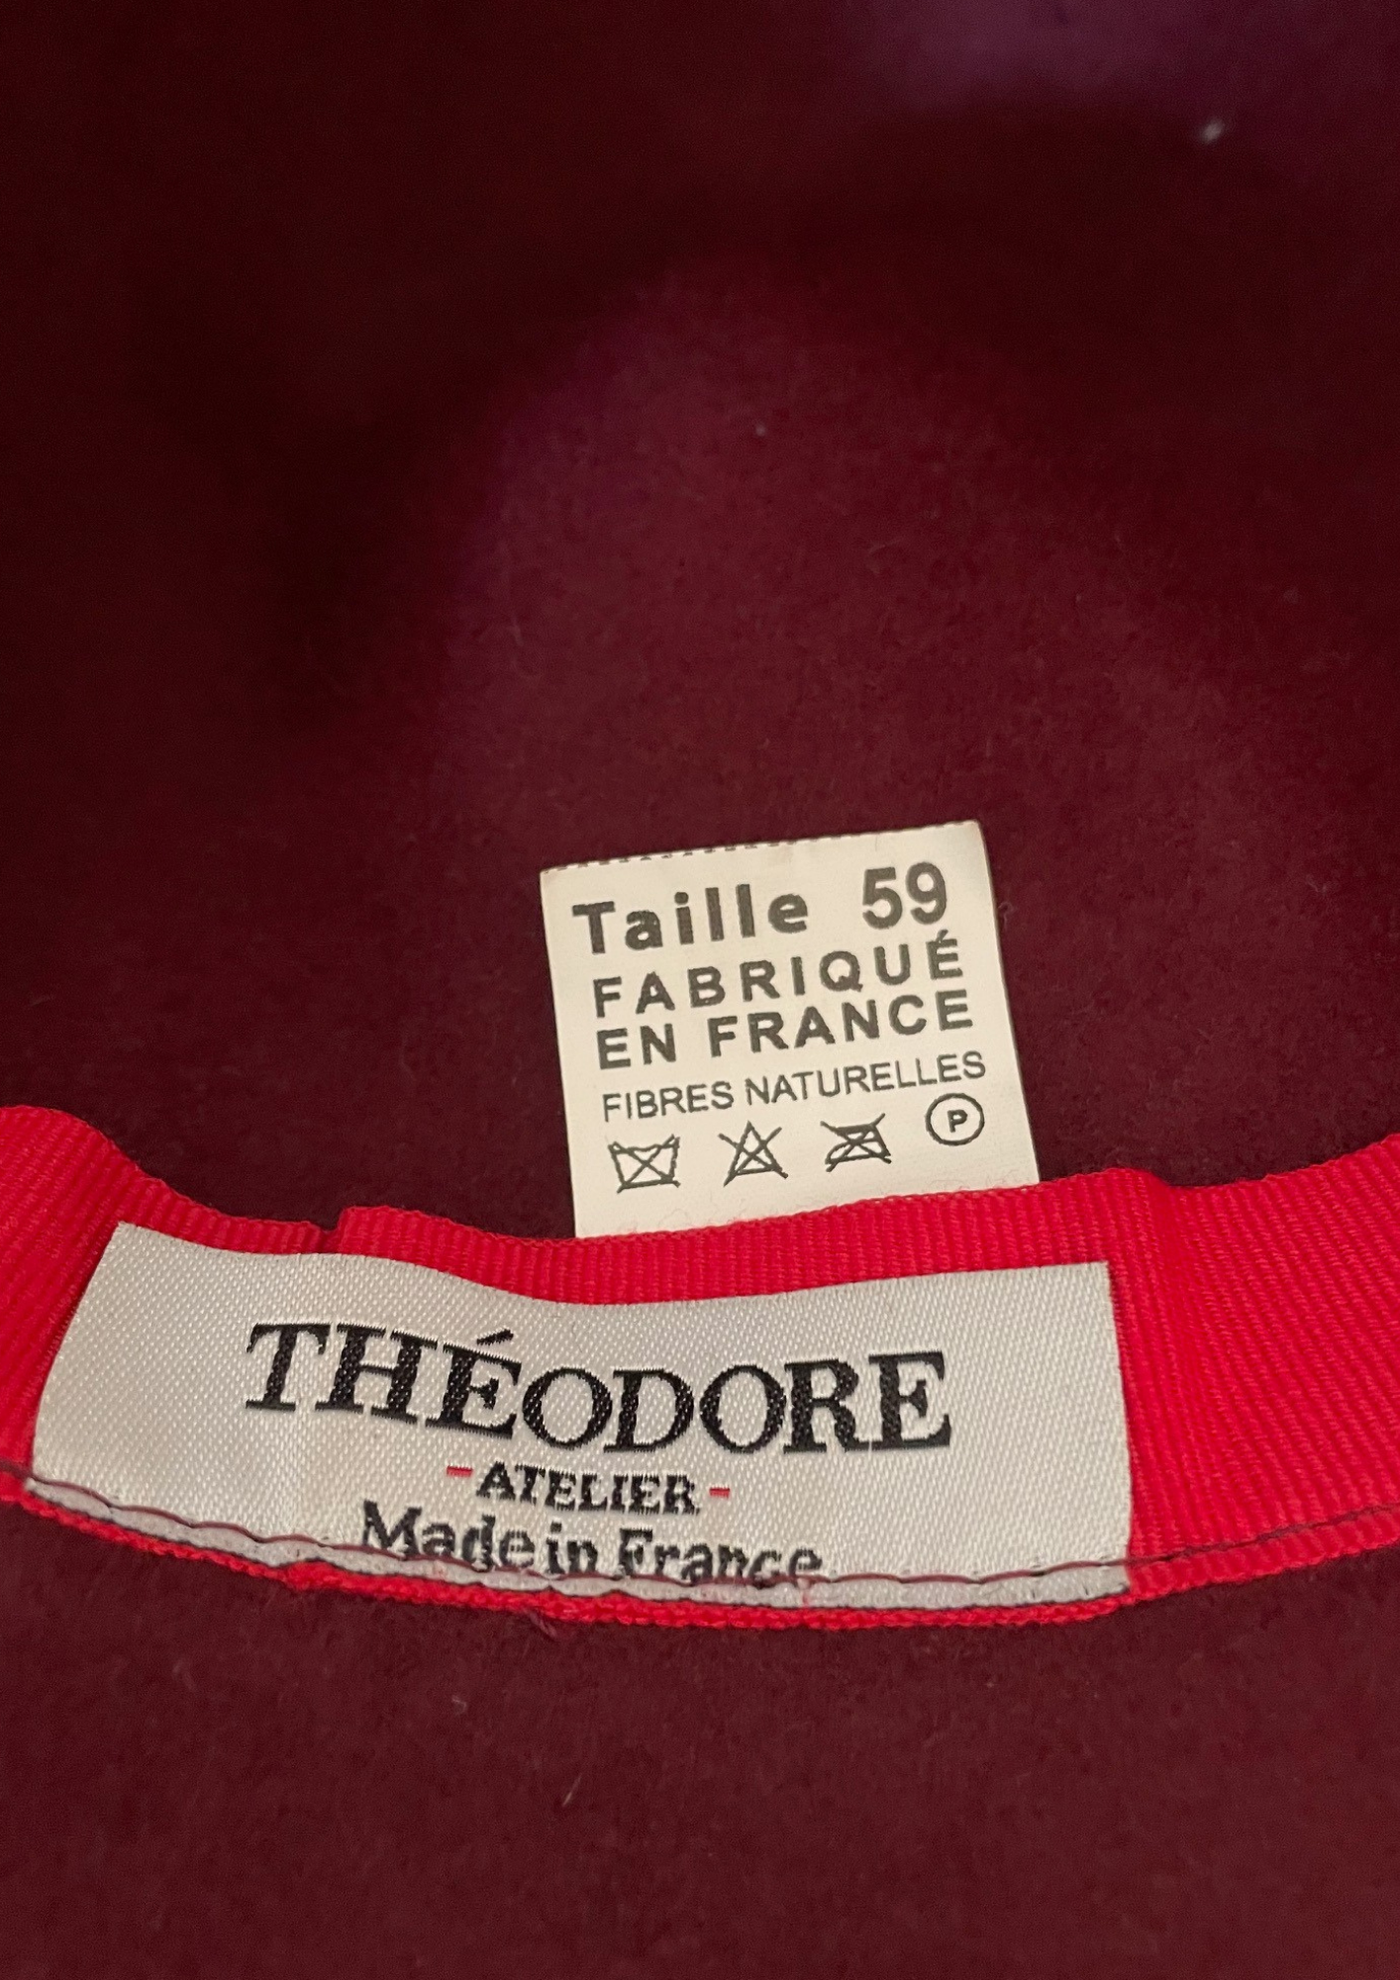 Taille 59
FABRIQUÉ
EN FRANCE
FIBRES NATURELLES
P
THÉODORE
-ATELIER-
Made in France